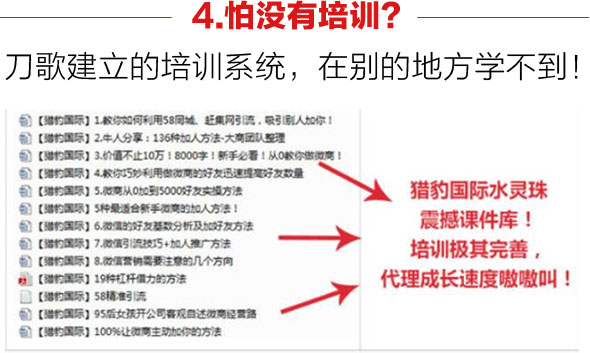 4.怕没有培训?
刀歌建立的培训系统，在别的地方学不到！
【猎豹国际】1.教你如何利用58同城、赶集网引流，吸引别人加你！
【猎豹国际】2.牛人分享：136种加人方法-大商团队整理
【猎豹国际】3.价值不止10万！8000字！新手必看！从0教你做微商！
【猎豹国际】4.教你巧妙利用做微商的好友迅速提高好友数量
【猎豹国际】5.微商从0加到5000好友实操方法
【猎豹国际】5种最适合新手微商的加人方法！
【猎豹国际】6.微信的好友基数分析及加好友方法
【猎豹国际】7.微信引流技巧+加人推广方法
【猎豹国际】8.微信营销需要注意的几个方向
【猎豹国际】19种杠杆借力的方法
【猎豹国际】58精准引流
【猎豹国际】95后女孩开公司客观自述微商经营路
【猎豹国际】100%让微商主动加你的方法
猎豹国际水灵珠
震撼课件库！
培训极其完善，
代理成长速度嗷嗷叫！